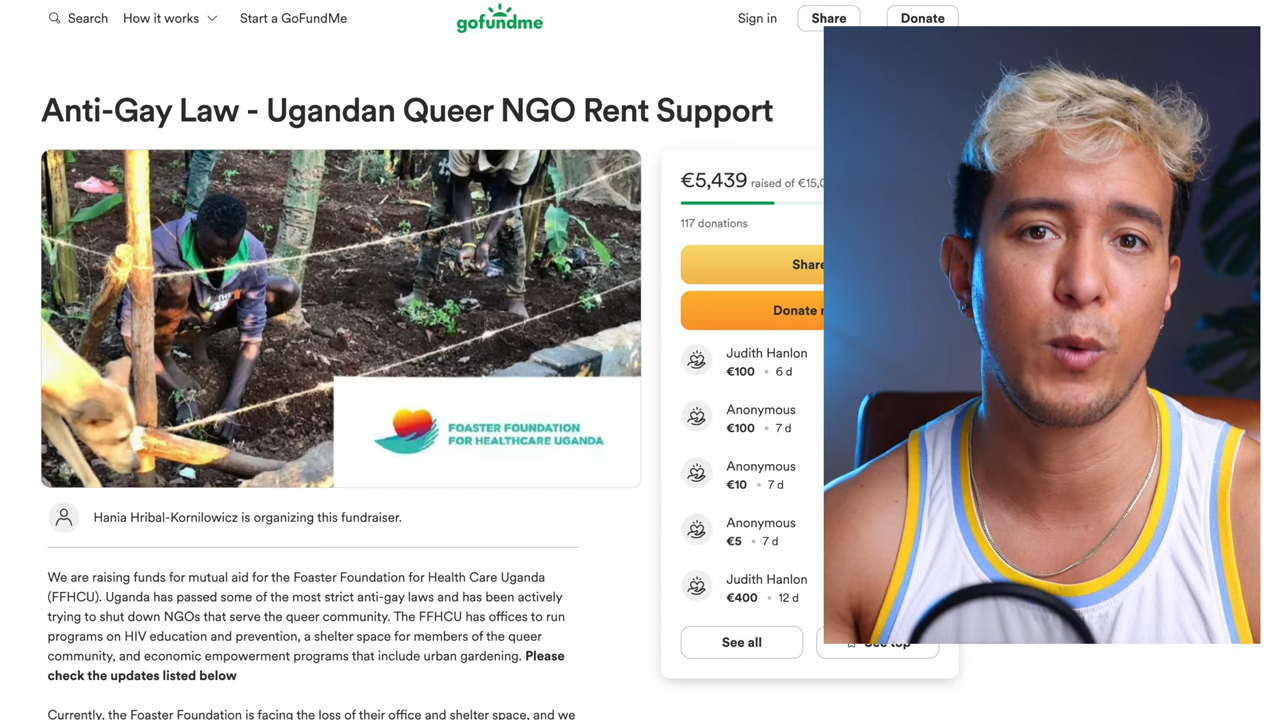 Search How it works Start a GoFundMe
gofundme
Sign in Share Donate
Anti-Gay Law - Ugandan Queer NGO Rent Support
FOASTER FOUNDATION
FOR HEALTHCARE UGANDA
Hania Hribal-Kornilowicz is organizing this fundraiser.
We are raising funds for mutual aid for the Foaster Foundation for Health Care Uganda
(FFHCU). Uganda has passed some of the most strict anti-gay laws and has been actively
trying to shut down NGOs that serve the queer community. The FFHCU has offices to run
programs on HIV education and prevention, a shelter space for members of the queer
community, and economic empowerment programs that include urban gardening. Please
check the updates listed below
Currently, the Foaster Foundation is facing the loss of their office and shelter space, and we
€5,439 raised of €15,0
117 donations
Share
Donate
Judith Hanlon
€100 • 6 d
Anonymous
€100 • 7 d
Anonymous
€10 • 7 d
Anonymous
€5 • 7 d
Judith Hanlon
€400 • 12 d
See all
See top